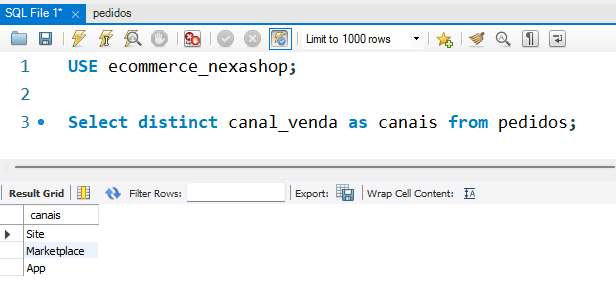 SQL File 1* × pedidos
Limit to 1000 rows
1 USE ecommerce_nexashop;
2
3 Select distinct canal_venda as canais from pedidos;
Result Grid Filter Rows: Export: Wrap Cell Content:
canais
Site
Marketplace
App